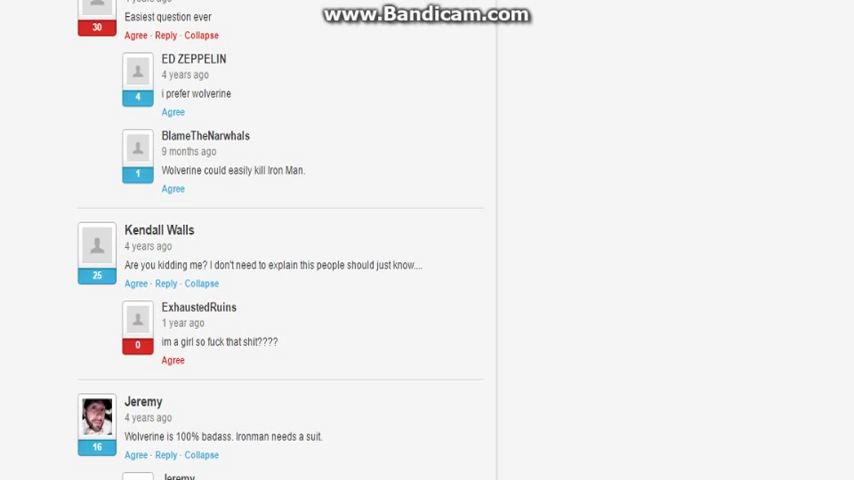 www.Bandicam.com
Easiest question ever
30
Agree · Reply · Collapse
ED ZEPPELIN
4 years ago
i prefer wolverine
4
Agree
BlameTheNarwhals
9 months ago
Wolverine could easily kill Iron Man.
1
Agree
Kendall Walls
4 years ago
Are you kidding me? I don't need to explain this people should just know....
25
Agree · Reply · Collapse
ExhaustedRuins
1 year ago
im a girl so fuck that shit????
0
Agree
Jeremy
4 years ago
Wolverine is 100% badass. Ironman needs a suit.
16
Agree · Reply · Collapse
Jeremy